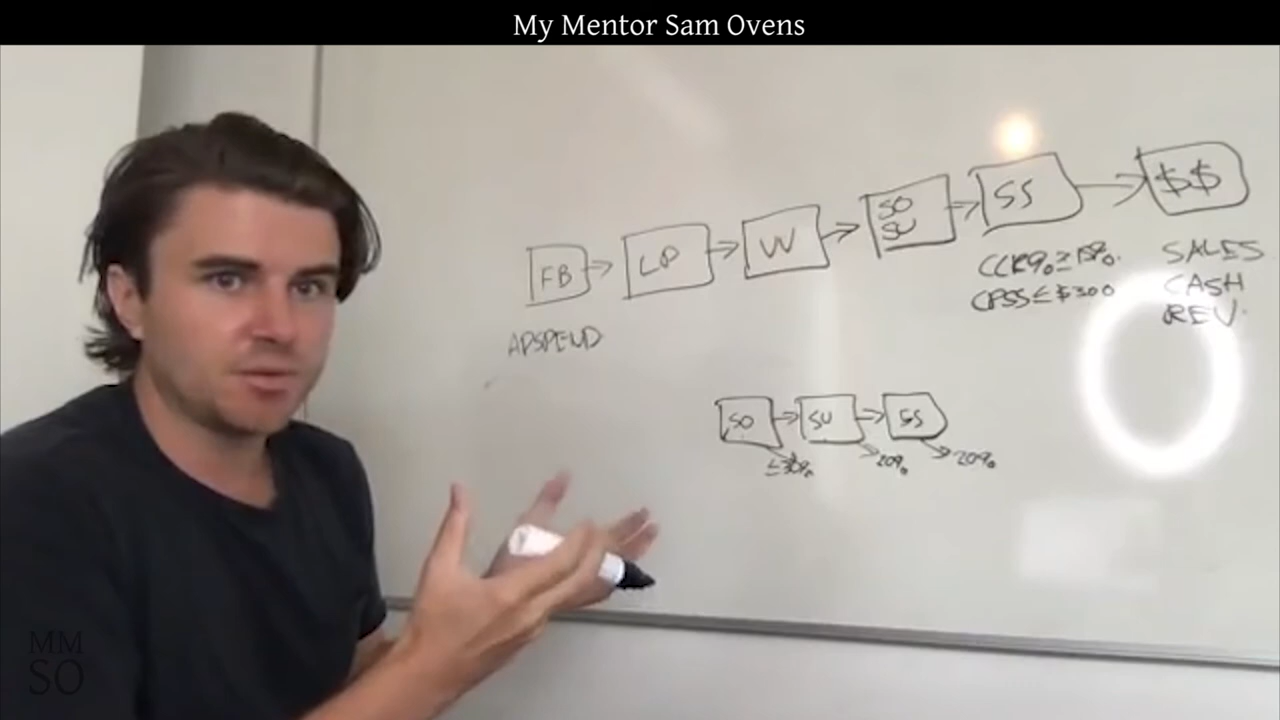 My Mentor Sam Ovens
FB
LP
W
SO
SU
SS
$$
ADSPEND
CCR% ≥ 15%.
CPSS ≤ $300
SALES
CASH
REV.
SO
SU
SS
≤30%
20%
20%
MM
SO